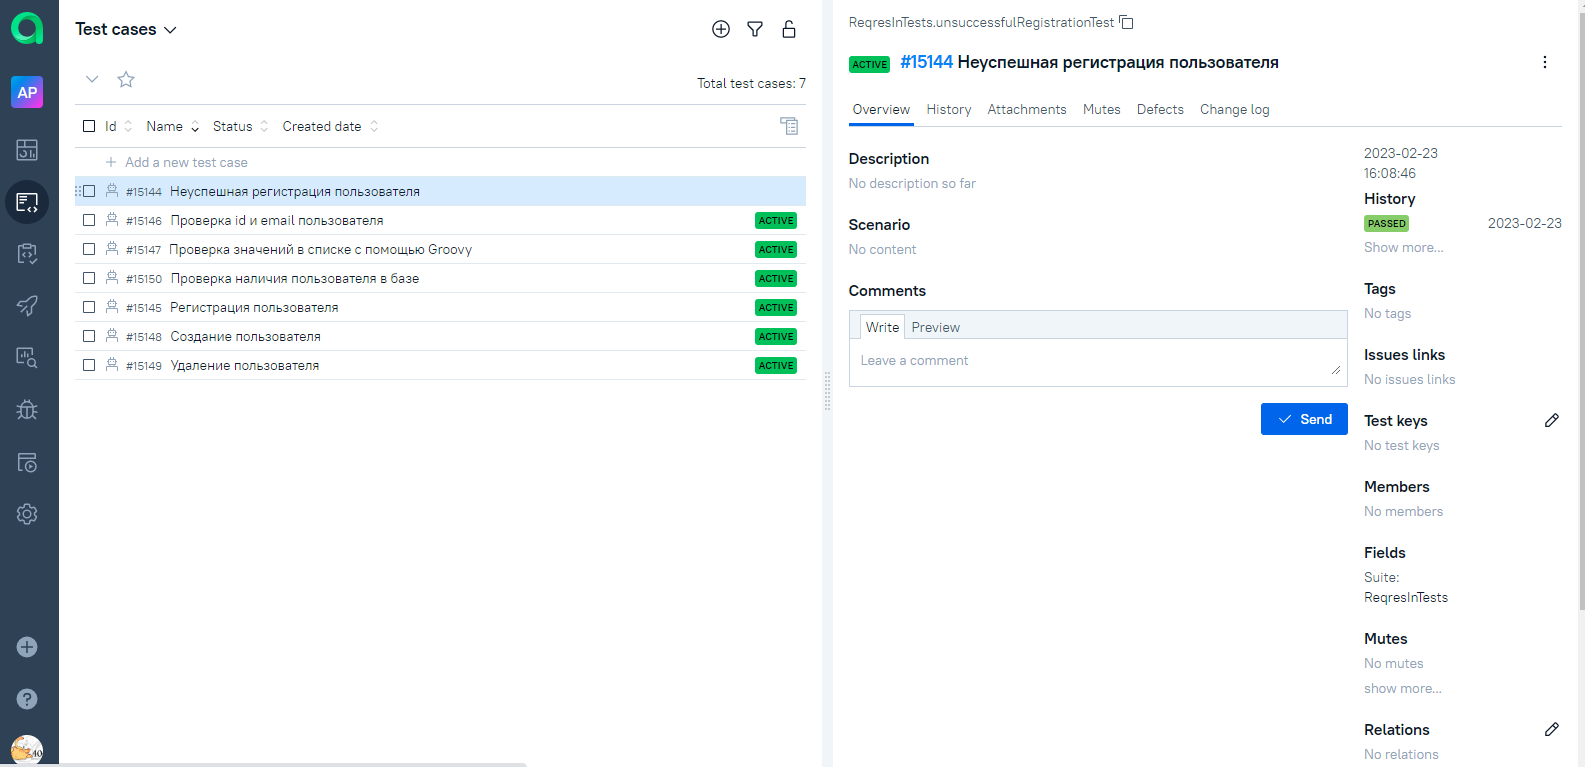 AP
Test cases
Total test cases: 7
Id Name Status Created date
Add a new test case
#15144 Неуспешная регистрация пользователя
#15146 Проверка id и email пользователя ACTIVE
#15147 Проверка значений в списке с помощью Groovy ACTIVE
#15150 Проверка наличия пользователя в базе ACTIVE
#15145 Регистрация пользователя ACTIVE
#15148 Создание пользователя ACTIVE
#15149 Удаление пользователя ACTIVE
ReqresInTests.unsuccessfulRegistrationTest
ACTIVE #15144 Неуспешная регистрация пользователя
Overview History Attachments Mutes Defects Change log
Description
No description so far
Scenario
No content
Comments
Write Preview
Leave a comment
Send
2023-02-23
16:08:46
History
PASSED 2023-02-23
Show more...
Tags
No tags
Issues links
No issues links
Test keys
No test keys
Members
No members
Fields
Suite:
ReqresInTests
Mutes
No mutes
show more...
Relations
No relations
40